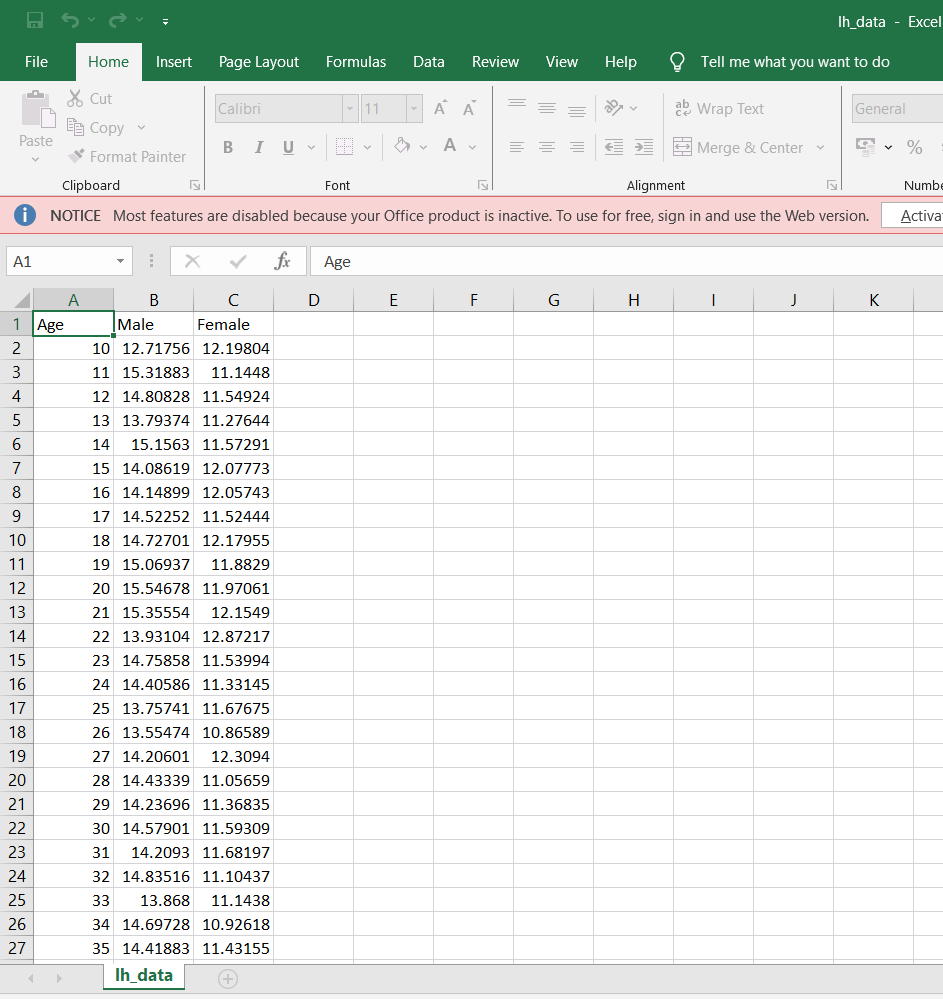 lh_data - Excel
File Home Insert Page Layout Formulas Data Review View Help Tell me what you want to do
Paste
Cut
Copy
Format Painter
Clipboard
Calibri 11 A A
B I U A
Font
ab Wrap Text
Merge & Center
Alignment
General
%
Numbe
NOTICE Most features are disabled because your Office product is inactive. To use for free, sign in and use the Web version. Activa
A1 fx Age
A B C D E F G H I J K
1 Age Male Female
2 10 12.71756 12.19804
3 11 15.31883 11.1448
4 12 14.80828 11.54924
5 13 13.79374 11.27644
6 14 15.1563 11.57291
7 15 14.08619 12.07773
8 16 14.14899 12.05743
9 17 14.52252 11.52444
10 18 14.72701 12.17955
11 19 15.06937 11.8829
12 20 15.54678 11.97061
13 21 15.35554 12.1549
14 22 13.93104 12.87217
15 23 14.75858 11.53994
16 24 14.40586 11.33145
17 25 13.75741 11.67675
18 26 13.55474 10.86589
19 27 14.20601 12.3094
20 28 14.43339 11.05659
21 29 14.23696 11.36835
22 30 14.57901 11.59309
23 31 14.2093 11.68197
24 32 14.83516 11.10437
25 33 13.868 11.1438
26 34 14.69728 10.92618
27 35 14.41883 11.43155
lh_data